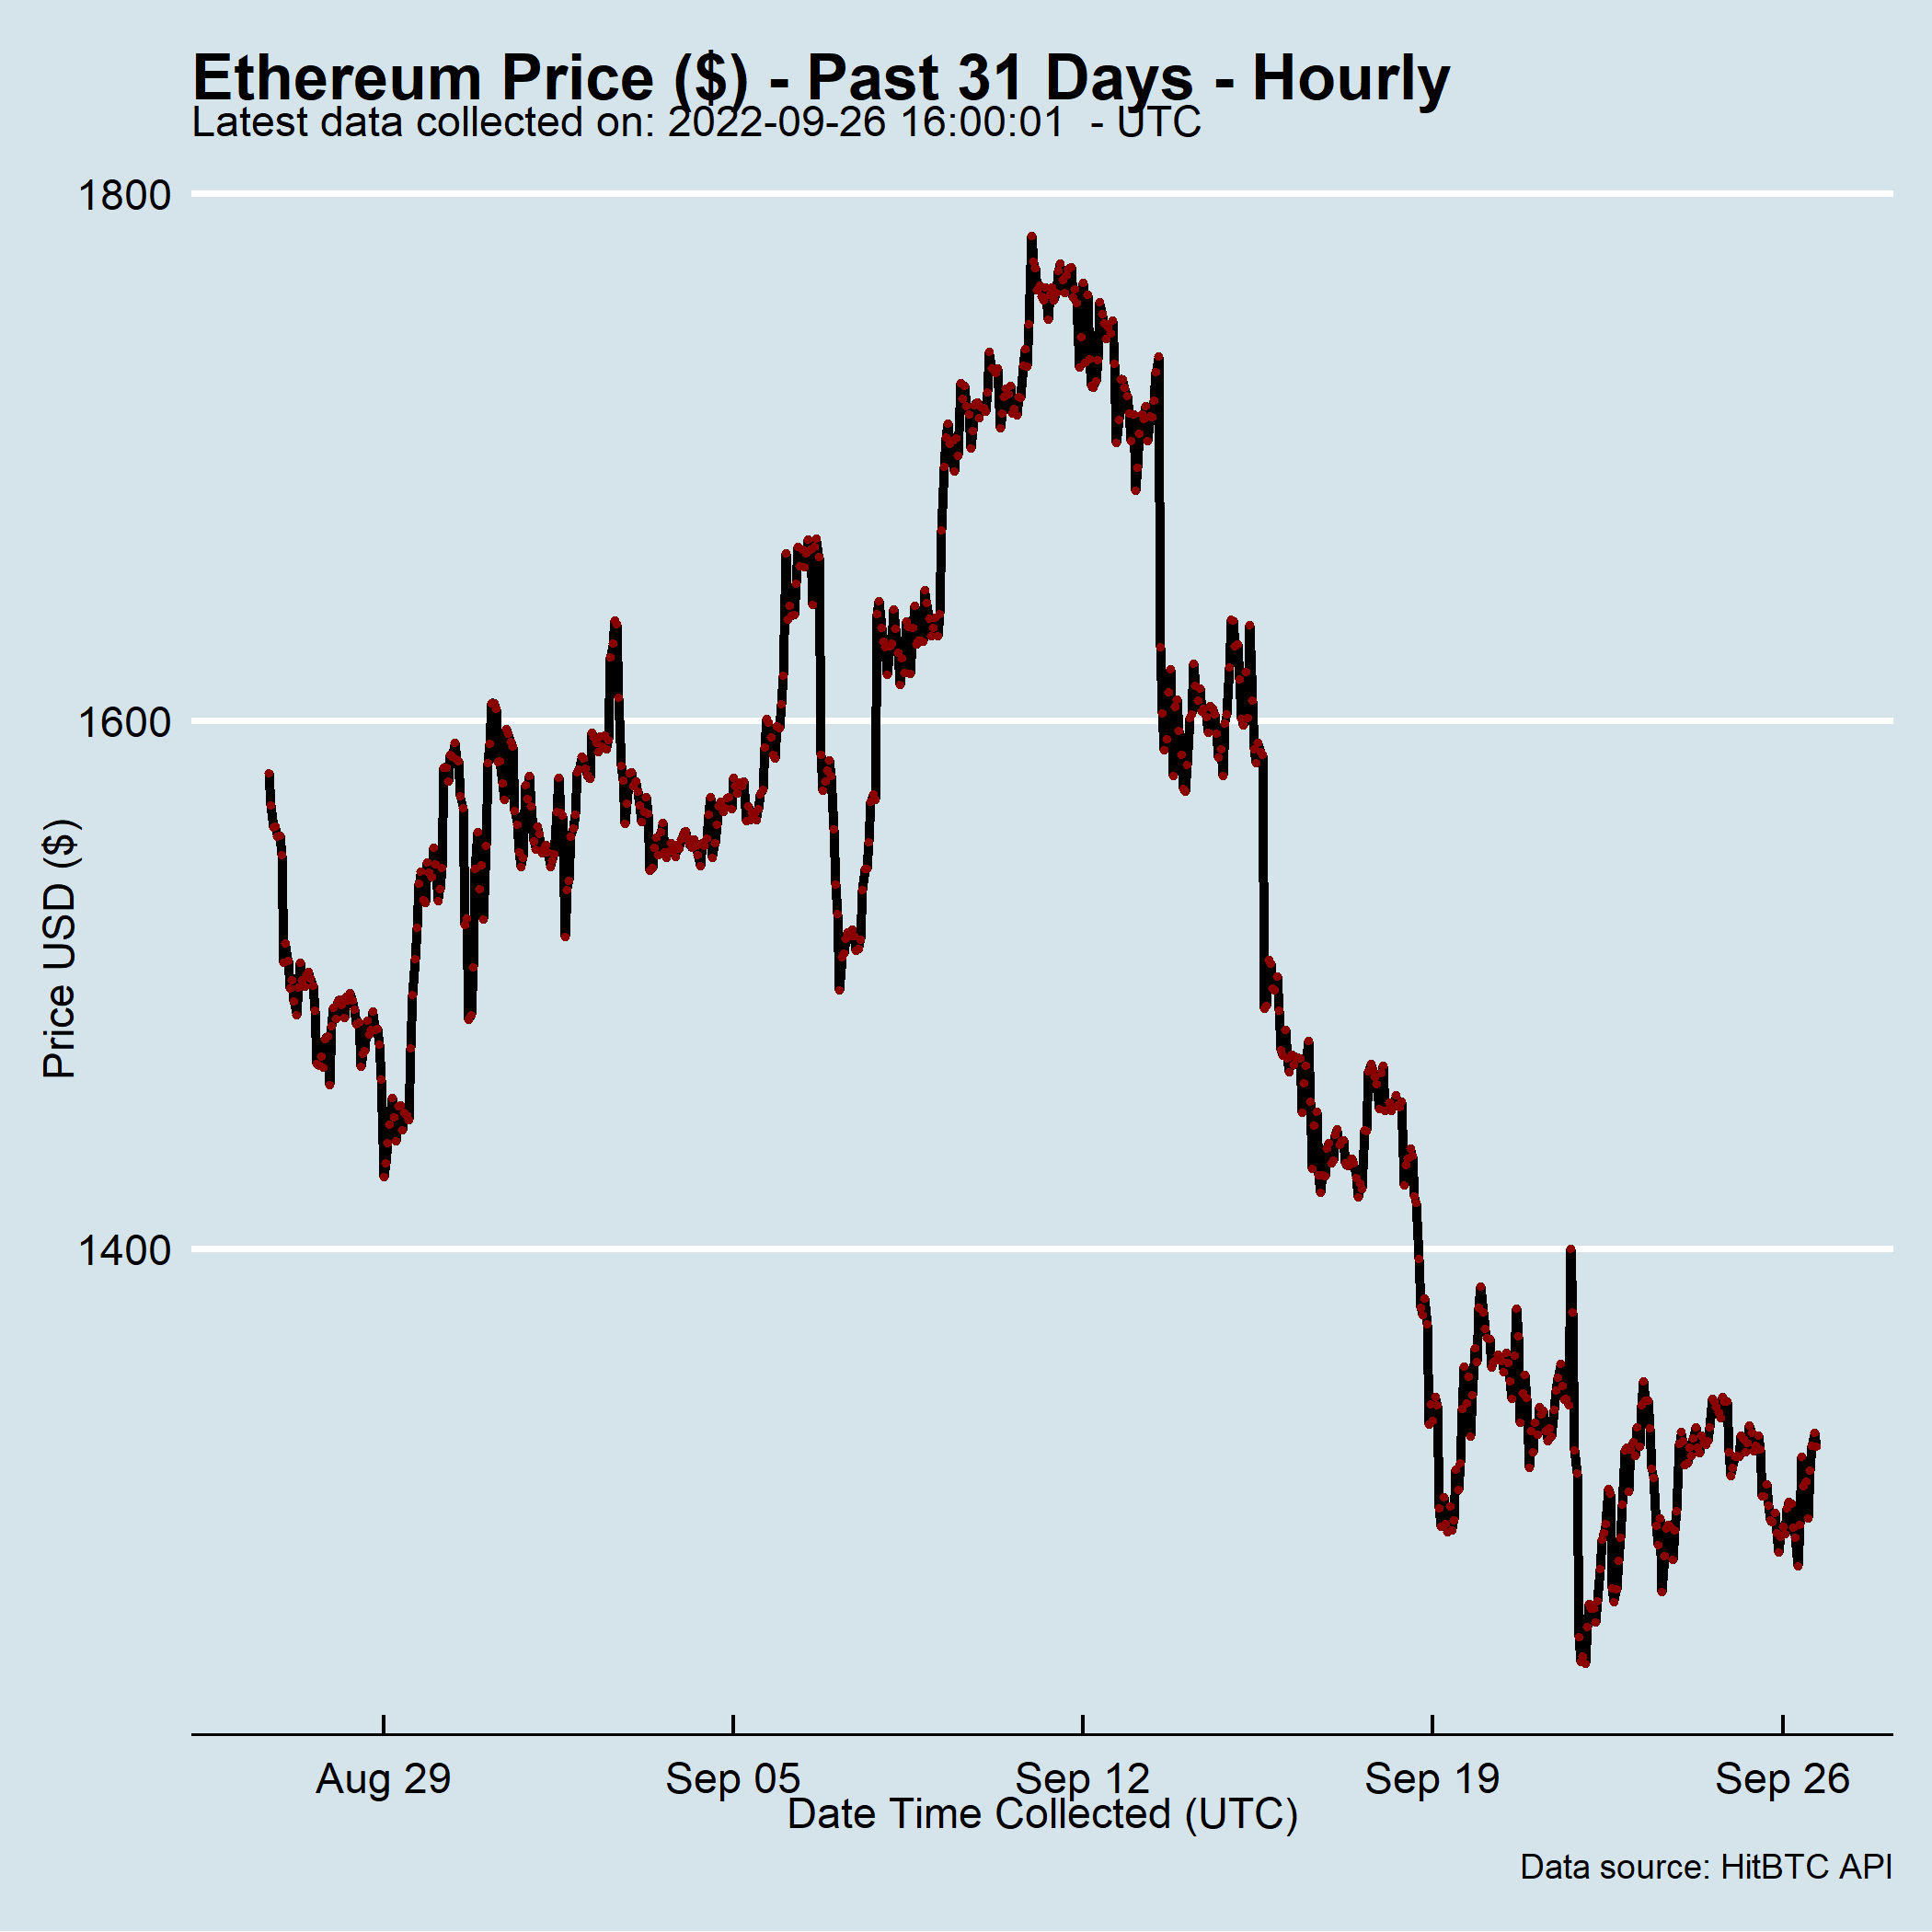 Ethereum Price ($) - Past 31 Days - Hourly
Latest data collected on: 2022-09-26 16:00:01  - UTC
1800
1600
1400
Price USD ($)
Aug 29 Sep 05 Sep 12 Sep 19 Sep 26
Date Time Collected (UTC)
Data source: HitBTC API